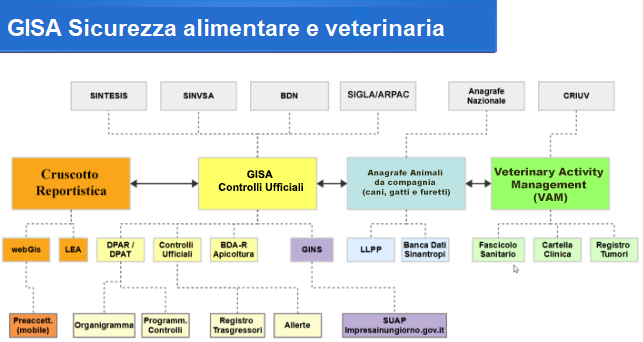 GISA Sicurezza alimentare e veterinaria
SINTESIS
SINVSA
BDN
SIGLA/ARPAC
Anagrafe
Nazionale
CRIUV
Cruscotto
Reportistica
GISA
Controlli Ufficiali
Anagrafe Animali
da compagnia
(cani, gatti e furetti)
Veterinary Activity
Management
(VAM)
webGis
LEA
DPAR /
DPAT
Controlli
Ufficiali
BDA-R
Apicoltura
GINS
LLPP
Banca Dati
Sinantropi
Fascicolo
Sanitario
Cartella
Clinica
Registro
Tumori
Preaccett.
(mobile)
Organigramma
Programm.
Controlli
Registro
Trasgressori
Allerte
SUAP
Impresainungiorno.gov.it